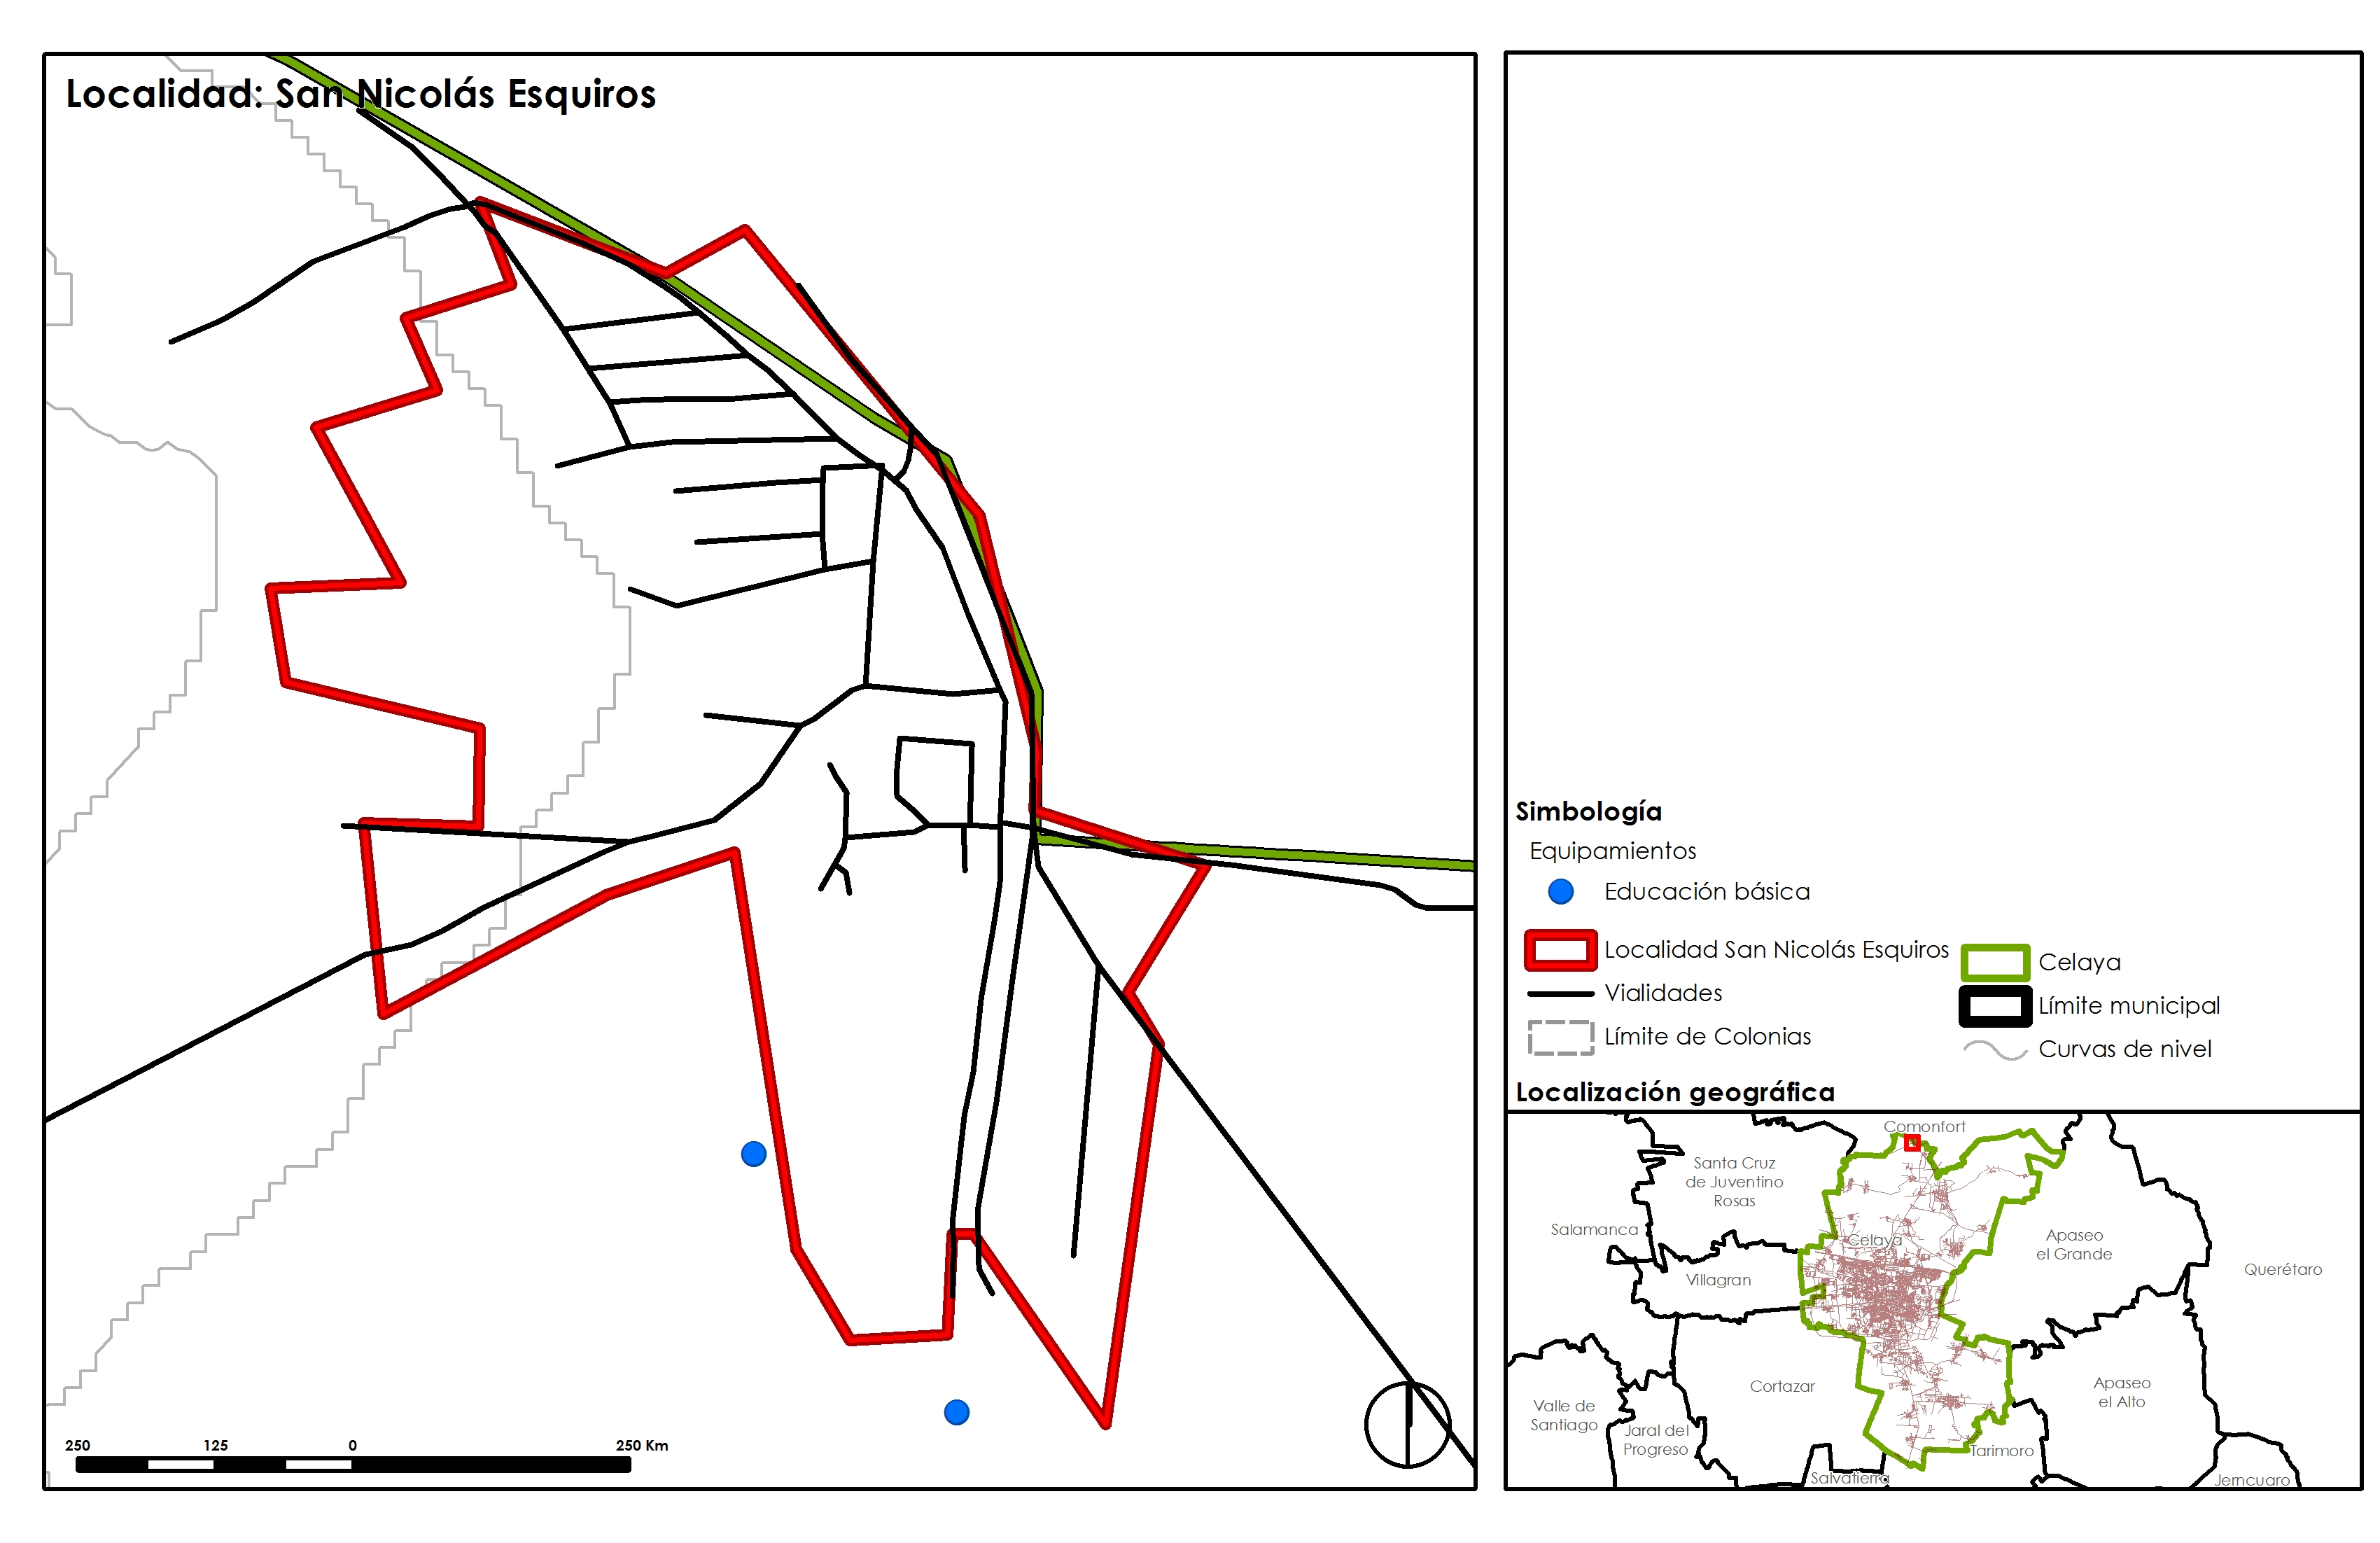 Localidad: San Nicolás Esquiros
250 125 0 250 Km
Simbología
Equipamientos
Educación básica
Localidad San Nicolás Esquiros
Vialidades
Límite de Colonias
Celaya
Límite municipal
Curvas de nivel
Localización geográfica
Comonfort
Santa Cruz
de Juventino
Rosas
Salamanca
Celaya
Apaseo
el Grande
Querétaro
Villagran
Cortazar
Apaseo
el Alto
Valle de
Santiago
Jaral del
Progreso
Tarimoro
Salvatierra
Jerncuaro